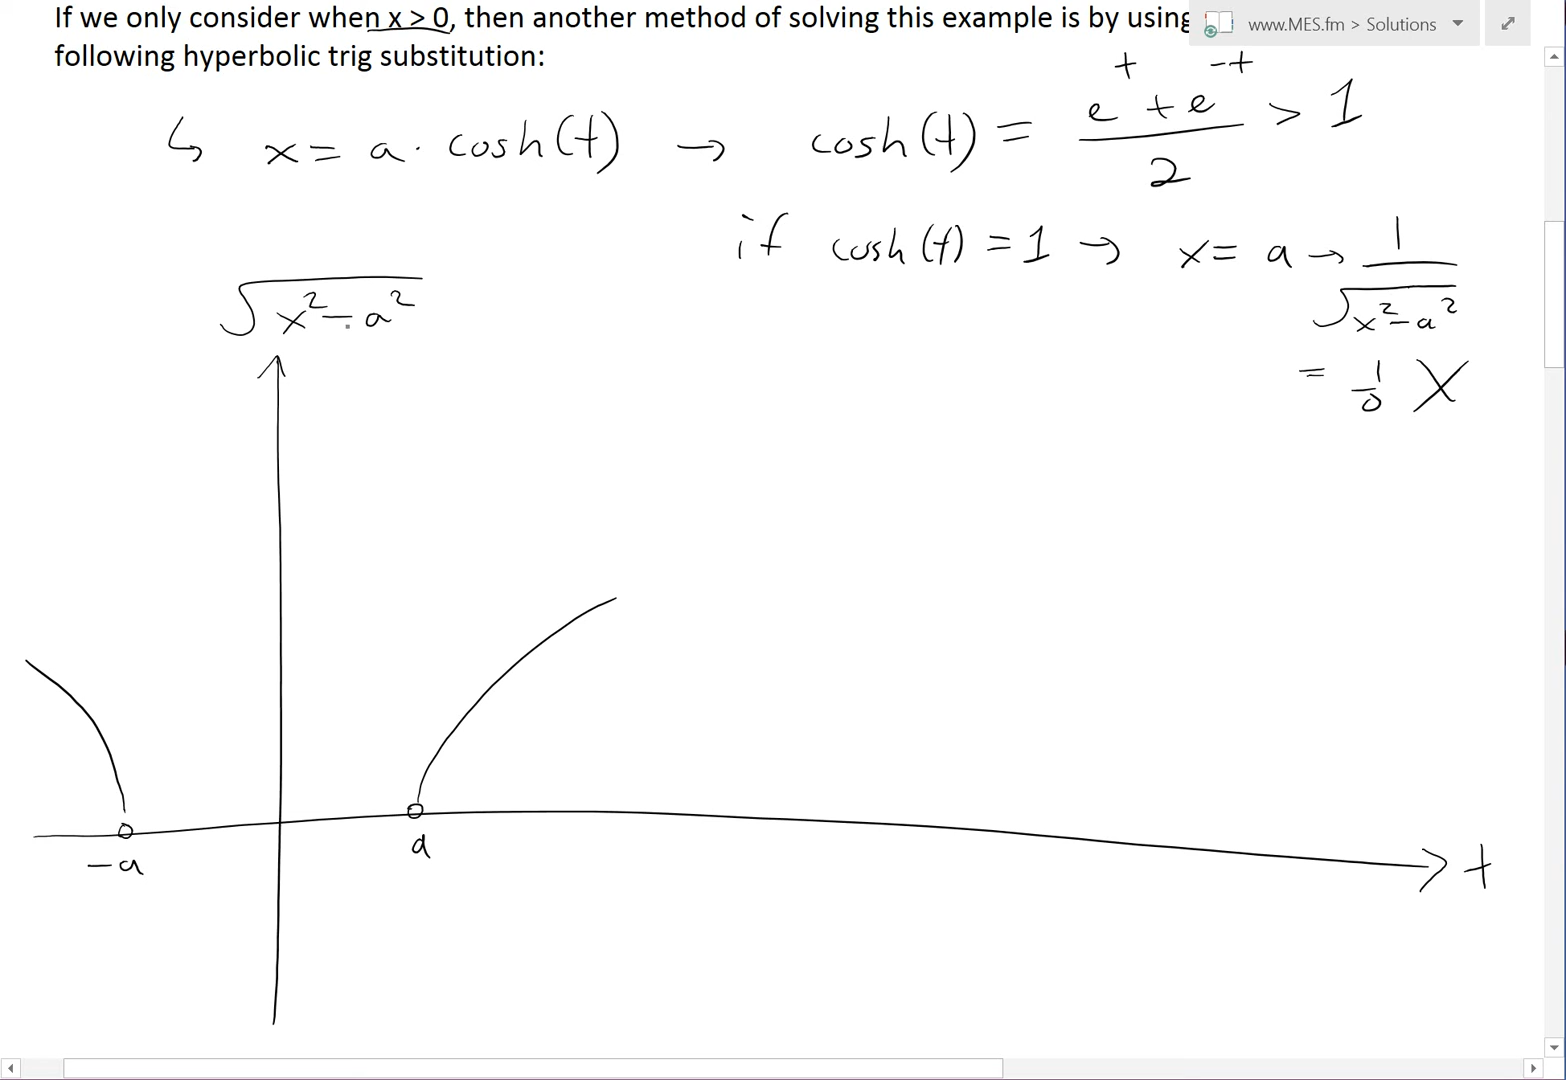 If we only consider when x > 0, then another method of solving this example is by using
www.MES.fm > Solutions
following hyperbolic trig substitution:
↳ x = a · cosh(t) → cosh(t) = (e^t + e^-t)/2 > 1
if cosh(t) = 1 → x = a → 1/√(x² - a²)
= 1/0 X
√(x² - a²)
-a
a
t